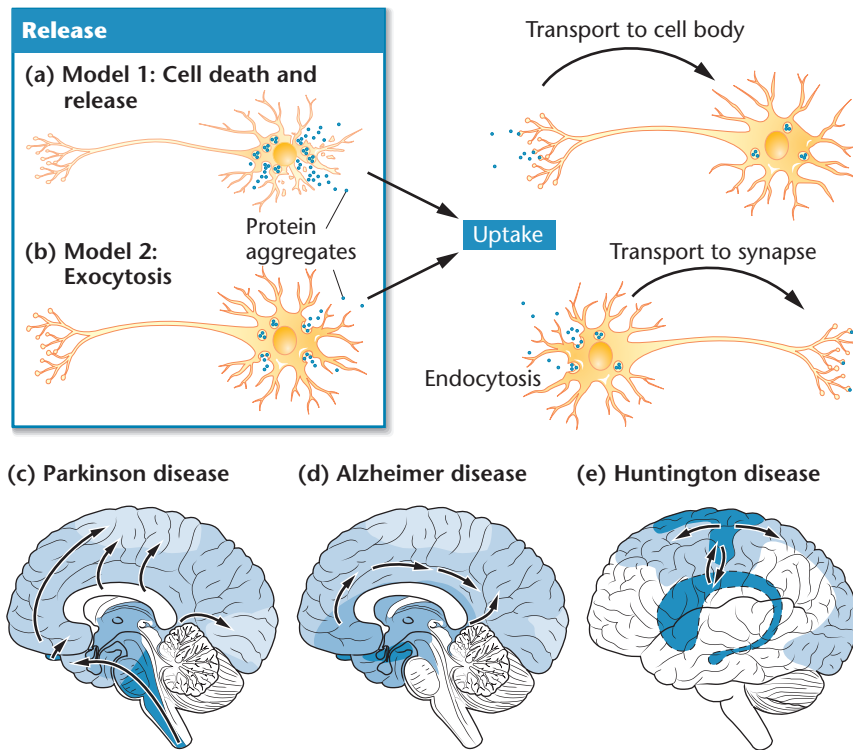 Release
(a) Model 1: Cell death and
release
Protein
aggregates
(b) Model 2:
Exocytosis
Uptake
Transport to cell body
Transport to synapse
Endocytosis
(c) Parkinson disease
(d) Alzheimer disease
(e) Huntington disease